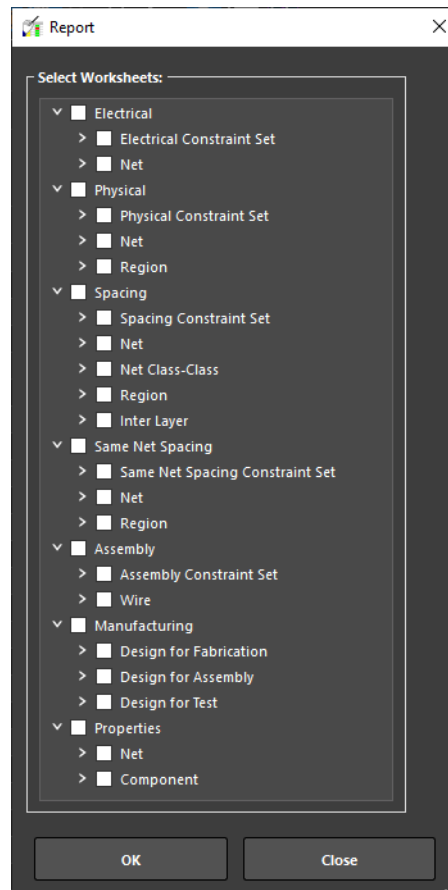 Report
Select Worksheets:
Electrical
Electrical Constraint Set
Net
Physical
Physical Constraint Set
Net
Region
Spacing
Spacing Constraint Set
Net
Net Class-Class
Region
Inter Layer
Same Net Spacing
Same Net Spacing Constraint Set
Net
Region
Assembly
Assembly Constraint Set
Wire
Manufacturing
Design for Fabrication
Design for Assembly
Design for Test
Properties
Net
Component
OK Close